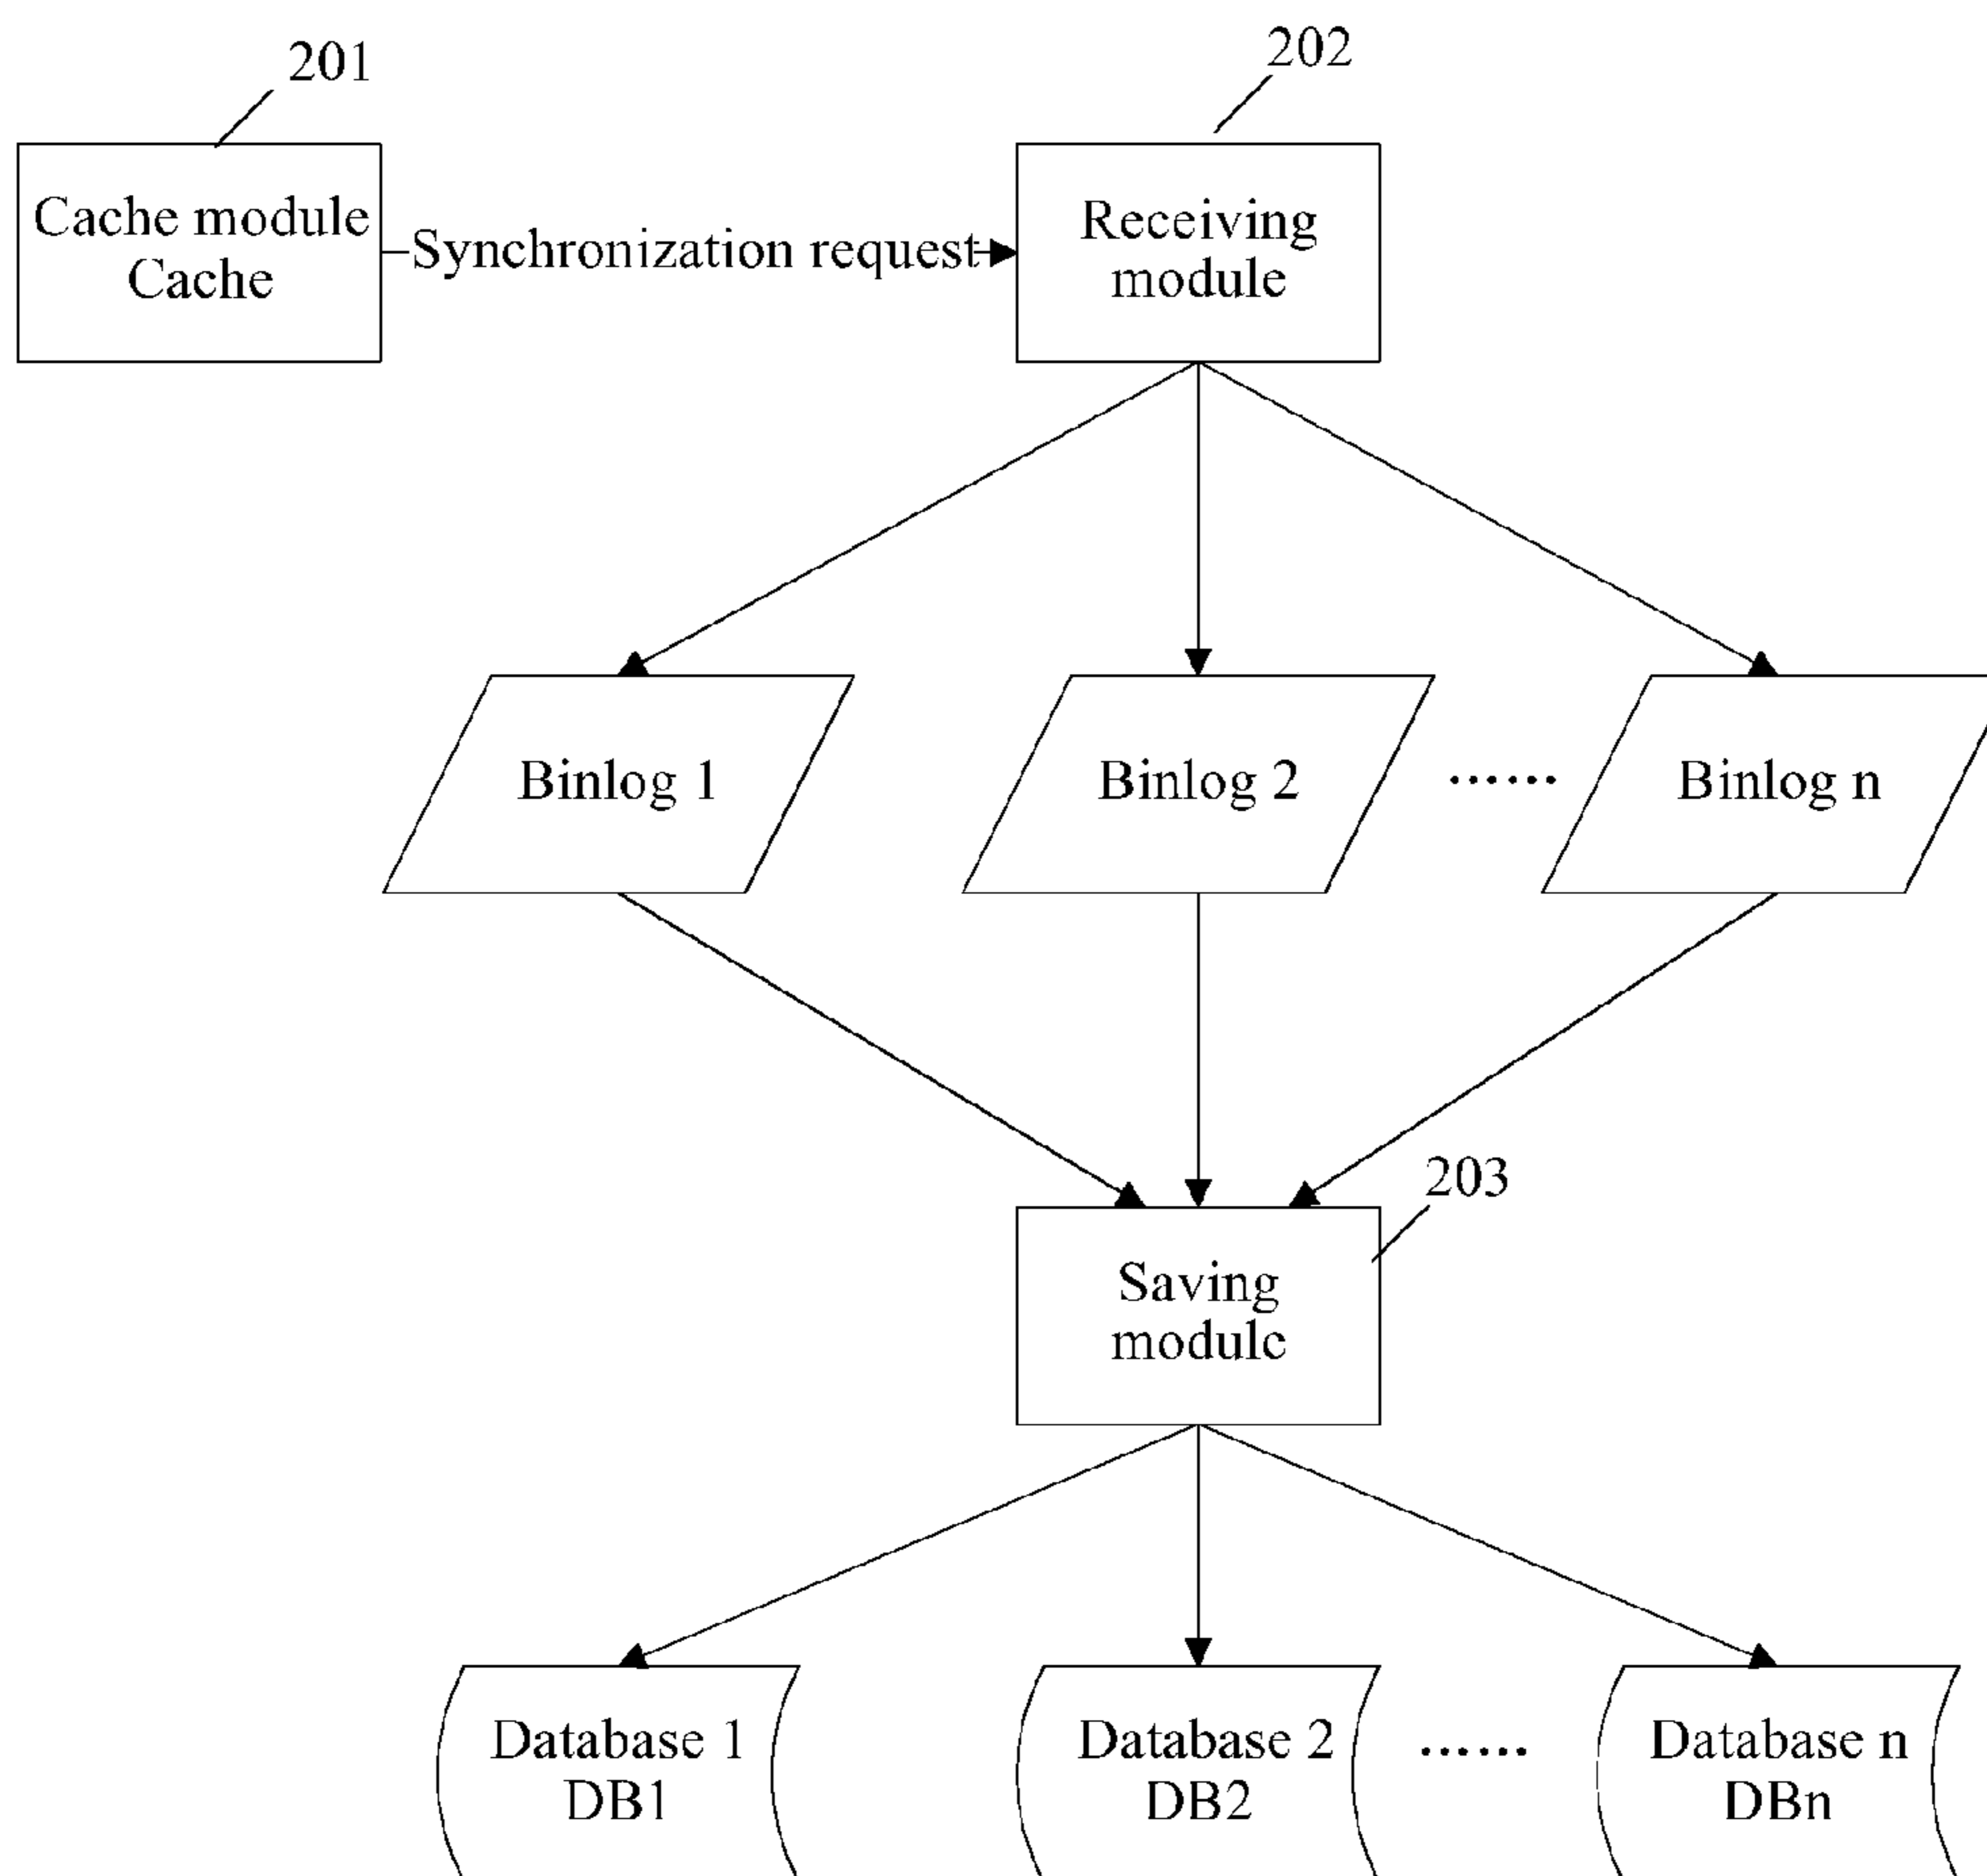 201
202
Cache module
Cache
Synchronization request
Receiving
module
Binlog 1
Binlog 2
......
Binlog n
203
Saving
module
Database 1
DB1
Database 2
DB2
......
Database n
DBn